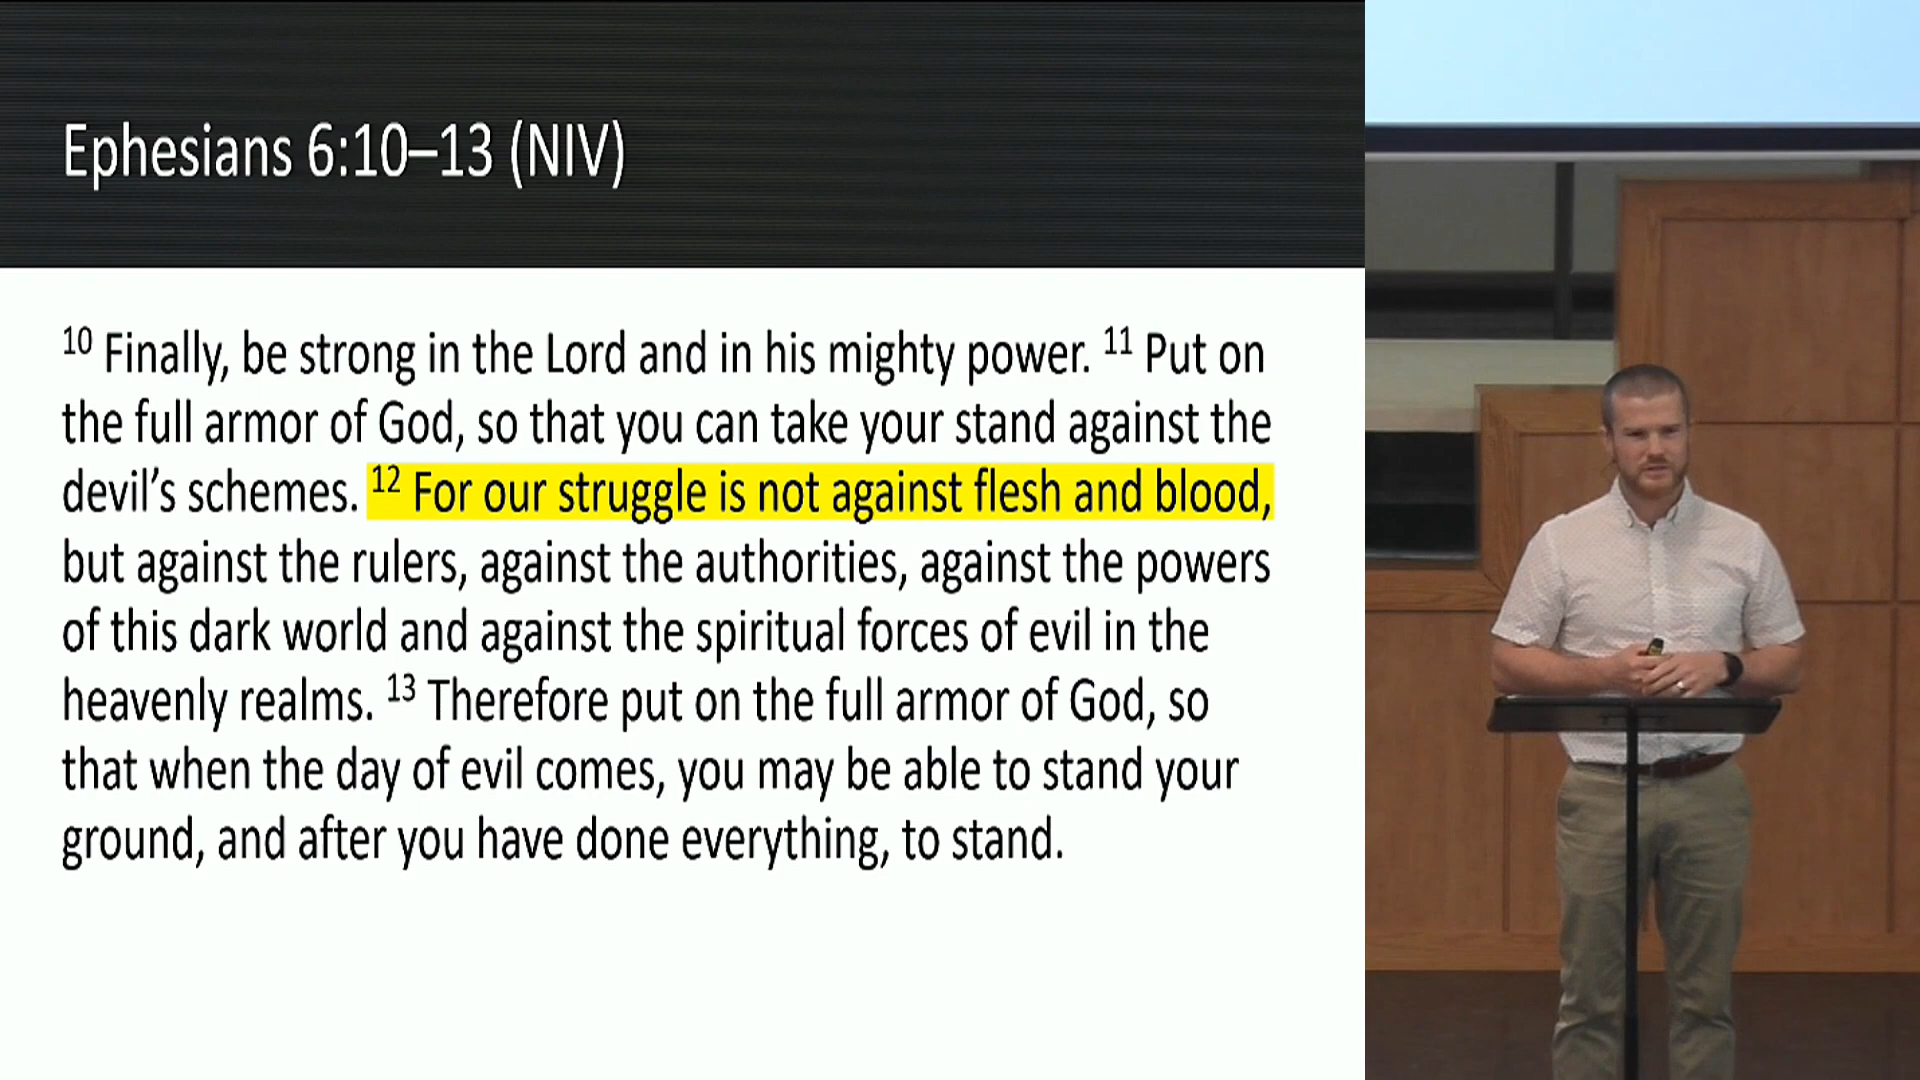 Ephesians 6:10–13 (NIV)
10 Finally, be strong in the Lord and in his mighty power. 11 Put on
the full armor of God, so that you can take your stand against the
devil’s schemes. 12 For our struggle is not against flesh and blood,
but against the rulers, against the authorities, against the powers
of this dark world and against the spiritual forces of evil in the
heavenly realms. 13 Therefore put on the full armor of God, so
that when the day of evil comes, you may be able to stand your
ground, and after you have done everything, to stand.